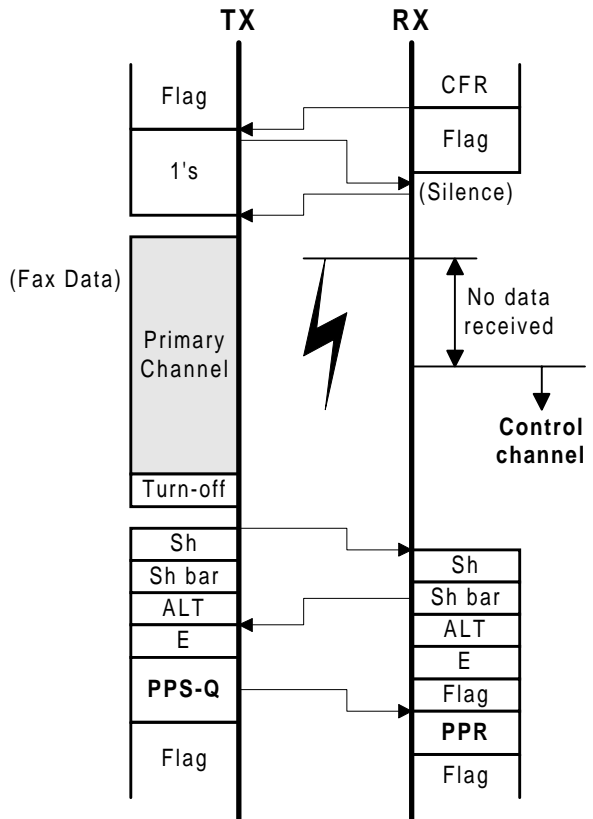 TX
RX
Flag
CFR
Flag
1's
(Silence)
(Fax Data)
No data
received
Primary
Channel
Control
channel
Turn-off
Sh
Sh
Sh bar
Sh bar
ALT
ALT
E
E
PPS-Q
Flag
PPR
Flag
Flag